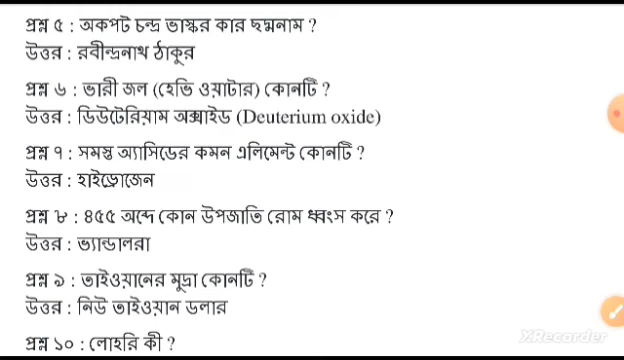 প্রশ্ন ৫ : অকপট চন্দ্র ভাস্কর কার ছদ্মনাম ?
উত্তর : রবীন্দ্রনাথ ঠাকুর
প্রশ্ন ৬ : ভারী জল (হেভি ওয়াটার) কোনটি ?
উত্তর : ডিউটেরিয়াম অক্সাইড (Deuterium oxide)
প্রশ্ন ৭ : সমস্ত অ্যাসিডের কমন এলিমেন্ট কোনটি ?
উত্তর : হাইড্রোজেন
প্রশ্ন ৮ : ৪৫৫ অব্দে কোন উপজাতি রোম ধ্বংস করে ?
উত্তর : ভ্যান্ডালরা
প্রশ্ন ৯ : তাইওয়ানের মুদ্রা কোনটি ?
উত্তর : নিউ তাইওয়ান ডলার
XRecorder
প্রশ্ন ১০ : লোহরি কী ?